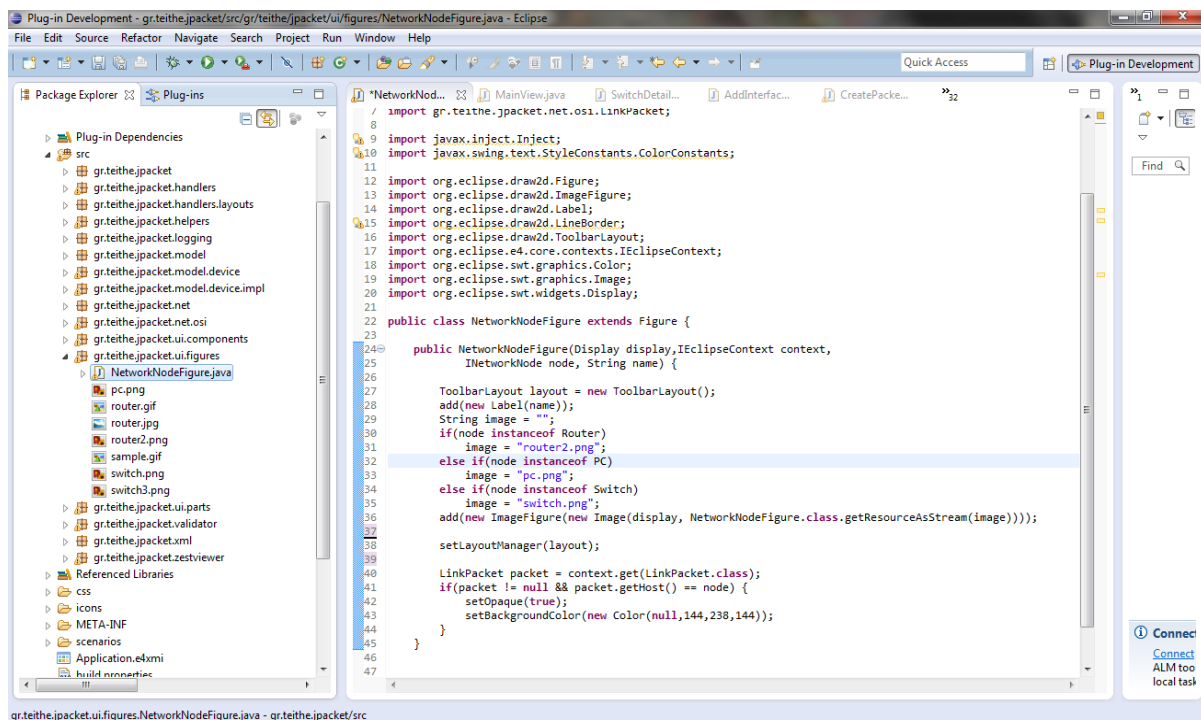 Plug-in Development - gr.teithe.jpacket/src/gr/teithe/jpacket/ui/figures/NetworkNodeFigure.java - Eclipse
File Edit Source Refactor Navigate Search Project Run Window Help
Quick Access
Plug-in Development
Package Explorer
Plug-ins
Plug-in Dependencies
src
gr.teithe.jpacket
gr.teithe.jpacket.handlers
gr.teithe.jpacket.handlers.layouts
gr.teithe.jpacket.helpers
gr.teithe.jpacket.logging
gr.teithe.jpacket.model
gr.teithe.jpacket.model.device
gr.teithe.jpacket.model.device.impl
gr.teithe.jpacket.net
gr.teithe.jpacket.net.osi
gr.teithe.jpacket.ui.components
gr.teithe.jpacket.ui.figures
NetworkNodeFigure.java
pc.png
router.gif
router.jpg
router2.png
sample.gif
switch.png
switch3.png
gr.teithe.jpacket.ui.parts
gr.teithe.jpacket.validator
gr.teithe.jpacket.xml
gr.teithe.jpacket.zestviewer
Referenced Libraries
css
icons
META-INF
scenarios
Application.e4xmi
build.properties
*NetworkNod...
MainView.java
SwitchDetail...
AddInterfac...
CreatePacke...
»32
7 import gr.teithe.jpacket.net.osi.LinkPacket;
8
9 import javax.inject.Inject;
10 import javax.swing.text.StyleConstants.ColorConstants;
11
12 import org.eclipse.draw2d.Figure;
13 import org.eclipse.draw2d.ImageFigure;
14 import org.eclipse.draw2d.Label;
15 import org.eclipse.draw2d.LineBorder;
16 import org.eclipse.draw2d.ToolbarLayout;
17 import org.eclipse.e4.core.contexts.IEclipseContext;
18 import org.eclipse.swt.graphics.Color;
19 import org.eclipse.swt.graphics.Image;
20 import org.eclipse.swt.widgets.Display;
21
22 public class NetworkNodeFigure extends Figure {
23
24 public NetworkNodeFigure(Display display,IEclipseContext context,
25 INetworkNode node, String name) {
26
27 ToolbarLayout layout = new ToolbarLayout();
28 add(new Label(name));
29 String image = "";
30 if(node instanceof Router)
31 image = "router2.png";
32 else if(node instanceof PC)
33 image = "pc.png";
34 else if(node instanceof Switch)
35 image = "switch.png";
36 add(new ImageFigure(new Image(display, NetworkNodeFigure.class.getResourceAsStream(image))));
37
38 setLayoutManager(layout);
39
40 LinkPacket packet = context.get(LinkPacket.class);
41 if(packet != null && packet.getHost() == node) {
42 setOpaque(true);
43 setBackgroundColor(new Color(null,144,238,144));
44 }
45 }
46
47
»1
Find
Connect
Connect
ALM too
local task
gr.teithe.jpacket.ui.figures.NetworkNodeFigure.java - gr.teithe.jpacket/src